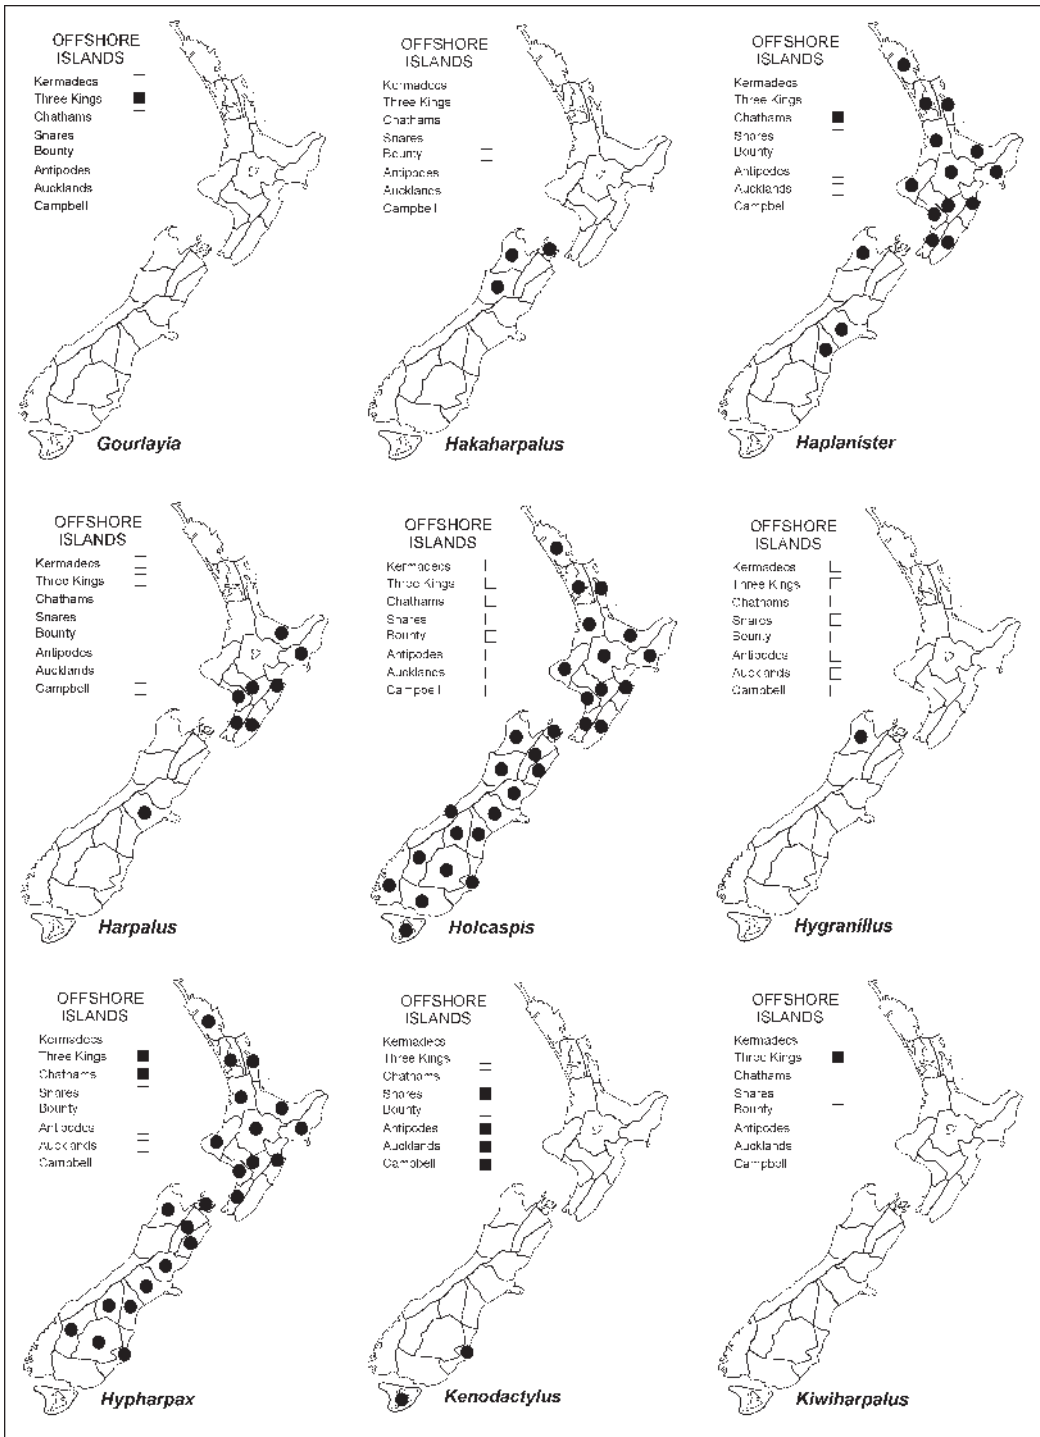 OFFSHORE
ISLANDS
Kermadecs
Three Kings
Chathams
Snares
Bounty
Antipodes
Aucklands
Campbell
Gourlayia
OFFSHORE
ISLANDS
Kermadecs
Three Kings
Chathams
Snares
Bounty
Antipodes
Aucklands
Campbell
Hakaharpalus
OFFSHORE
ISLANDS
Kermadecs
Three Kings
Chathams
Snares
Bounty
Antipodes
Aucklands
Campbel
Haplanister
OFFSHORE
ISLANDS
Kermadecs
Three Kings
Chathams
Snares
Bounty
Antipodes
Aucklands
Campbell
Harpalus
OFFSHORE
ISLANDS
Kermadecs
Three Kings
Chathams
Snares
Bounty
Antipodes
Aucklands
Campbell
Holcaspis
OFFSHORE
ISLANDS
Kermadecs
Three Kings
Chathams
Snares
Bounty
Antipodes
Aucklands
Campbell
Hygranillus
OFFSHORE
ISLANDS
Kermadecs
Three Kings
Chathams
Snares
Bounty
Antipodes
Aucklands
Campbell
Hypharpax
OFFSHORE
ISLANDS
Kermadecs
Three Kings
Chathams
Snares
Bounty
Antipodes
Aucklands
Campbell
Kenodactylus
OFFSHORE
ISLANDS
Kermadecs
Three Kings
Chathams
Snares
Bounty
Antipodes
Aucklands
Campbell
Kiwiharpalus